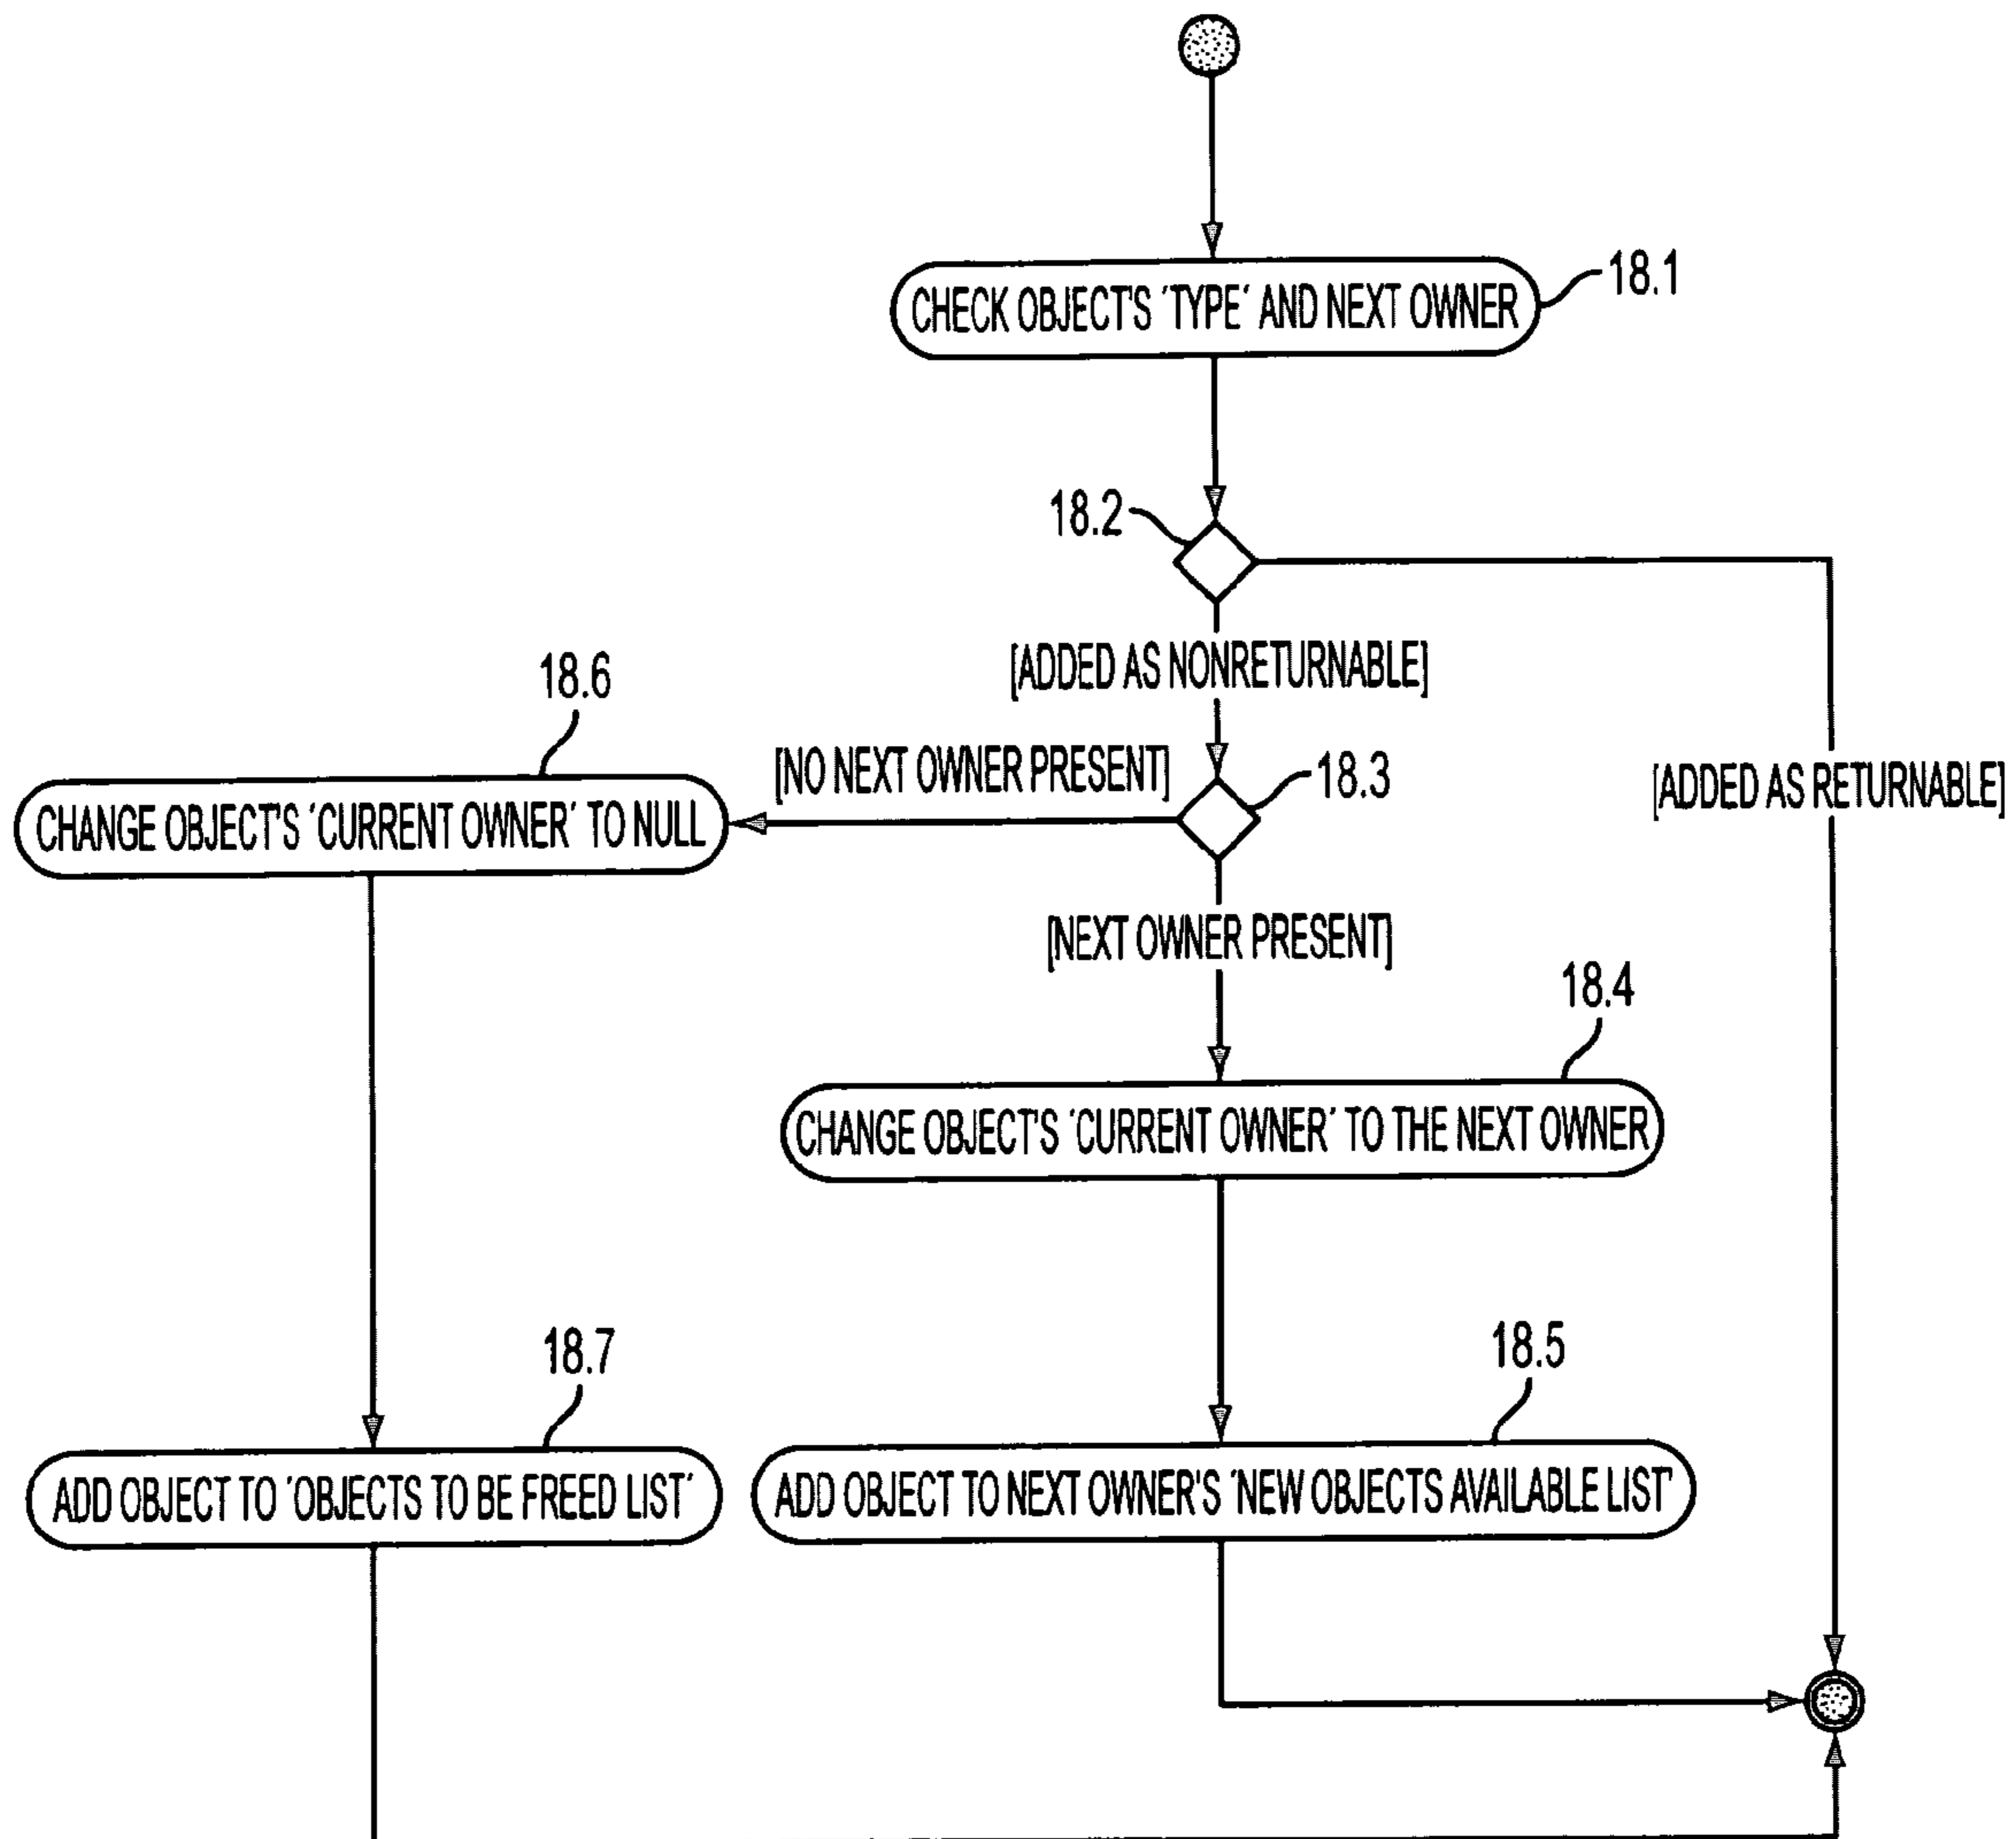 CHECK OBJECT'S 'TYPE' AND NEXT OWNER
18.1
18.2
[ADDED AS NONRETURNABLE]
18.6
[NO NEXT OWNER PRESENT]
18.3
[ADDED AS RETURNABLE]
CHANGE OBJECT'S 'CURRENT OWNER' TO NULL
[NEXT OWNER PRESENT]
18.4
CHANGE OBJECT'S 'CURRENT OWNER' TO THE NEXT OWNER
18.7
18.5
ADD OBJECT TO 'OBJECTS TO BE FREED LIST'
ADD OBJECT TO NEXT OWNER'S 'NEW OBJECTS AVAILABLE LIST'